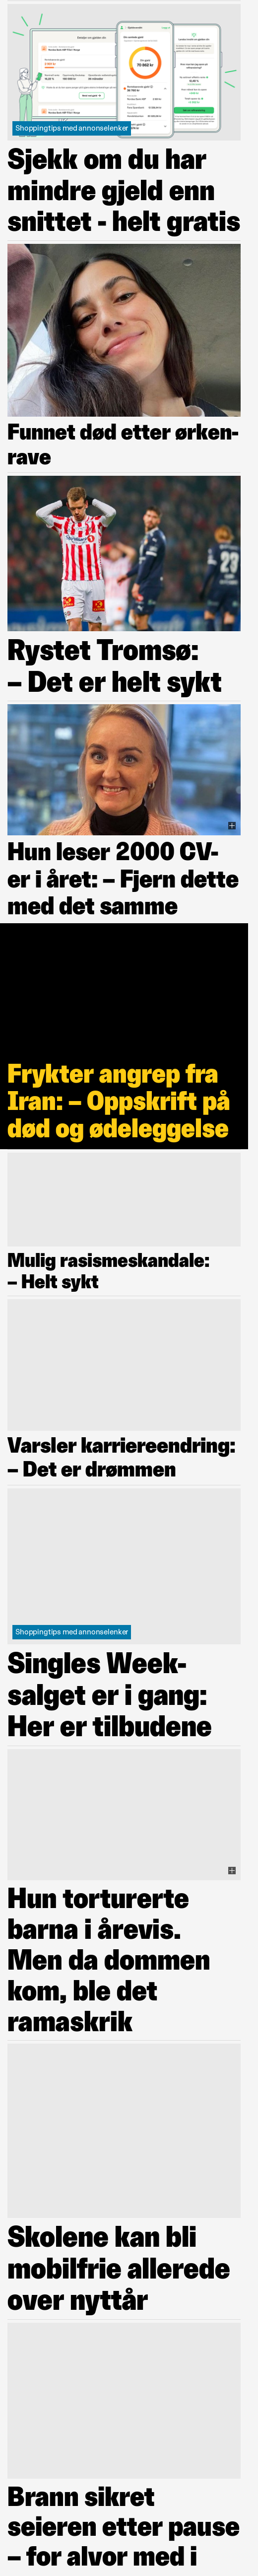 Shoppingtips med annonselenker
Sjekk om du har
mindre gjeld enn
snittet - helt gratis
Funnet død etter ørken-
rave
Rystet Tromsø:
– Det er helt sykt
Hun leser 2000 CV-
er i året: – Fjern dette
med det samme
Frykter angrep fra
Iran: – Oppskrift på
død og ødeleggelse
Mulig rasismeskandale:
– Helt sykt
Varsler karriereendring:
– Det er drømmen
Shoppingtips med annonselenker
Singles Week-
salget er i gang:
Her er tilbudene
Hun torturerte
barna i årevis.
Men da dommen
kom, ble det
ramaskrik
Skolene kan bli
mobilfrie allerede
over nyttår
Brann sikret
seieren etter pause
– for alvor med i